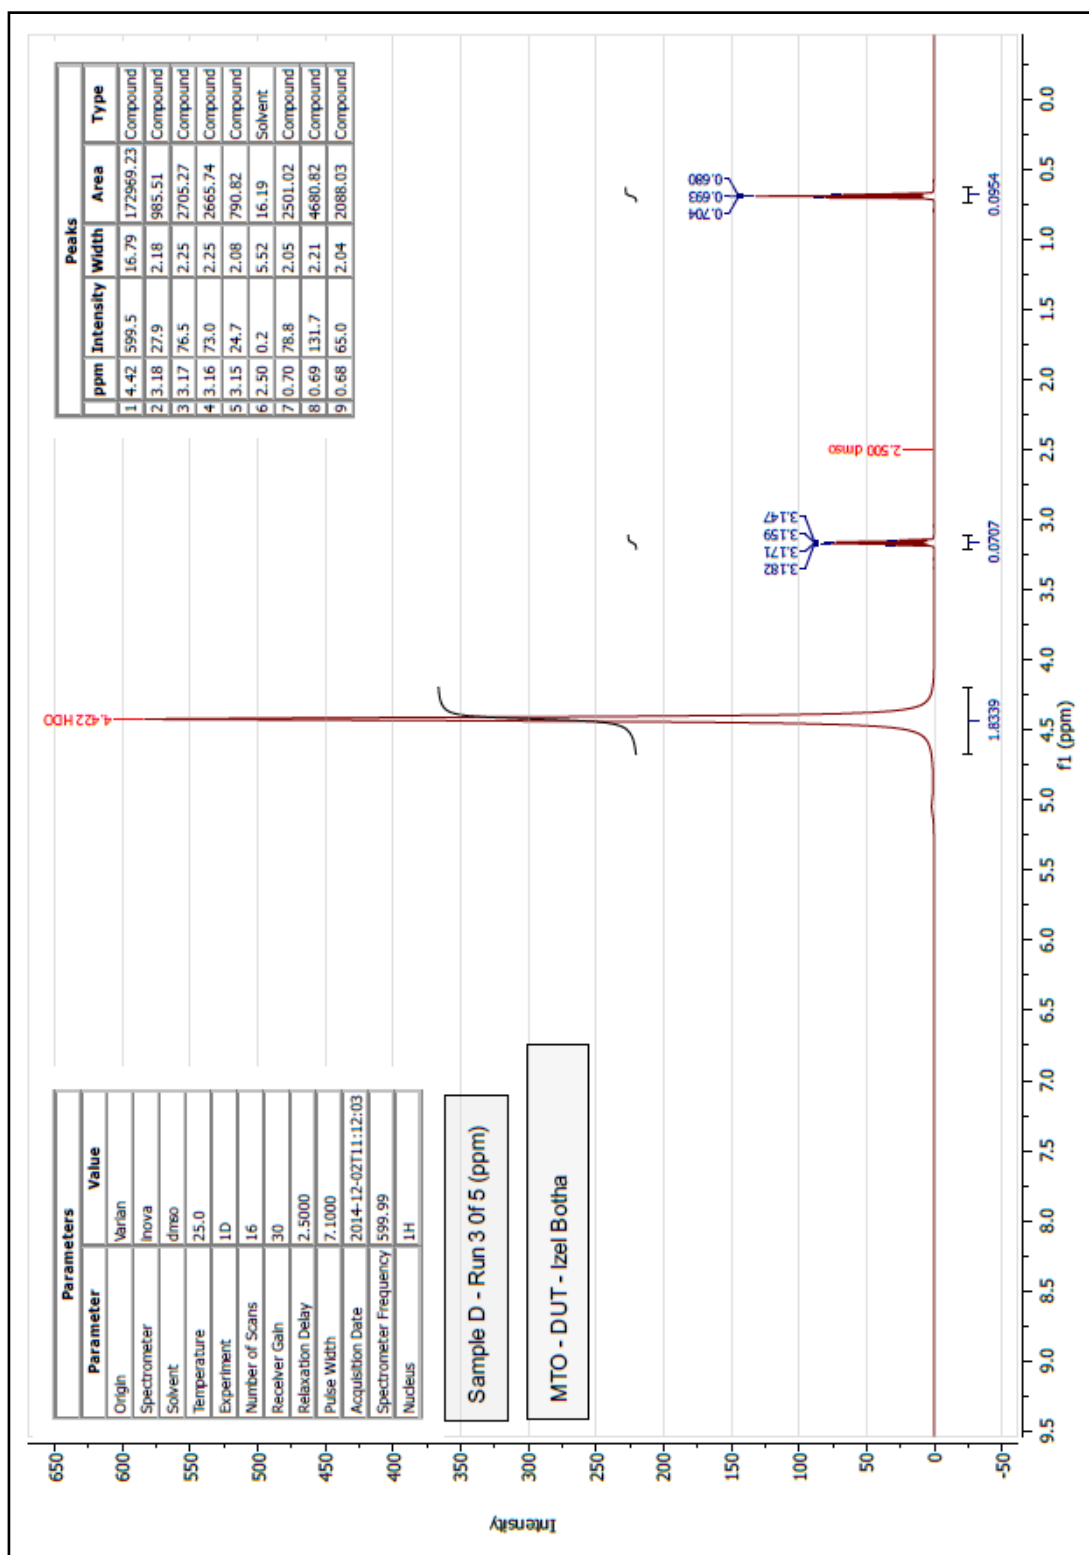 Parameters
Parameter Value
Origin Varian
Spectrometer inova
Solvent dmso
Temperature 25.0
Experiment 1D
Number of Scans 16
Receiver Gain 30
Relaxation Delay 2.5000
Pulse Width 7.1000
Acquisition Date 2014-12-02T11:12:03
Spectrometer Frequency 599.99
Nucleus 1H
Sample D - Run 3 0f 5 (ppm)
MTO - DUT - Izel Botha
Peaks
ppm Intensity Width Area Type
1 4.42 599.5 16.79 172969.23 Compound
2 3.18 27.9 2.18 985.51 Compound
3 3.17 76.5 2.25 2705.27 Compound
4 3.16 73.0 2.25 2665.74 Compound
5 3.15 24.7 2.08 790.82 Compound
6 2.50 0.2 5.52 16.19 Solvent
7 0.70 78.8 2.05 2501.02 Compound
8 0.69 131.7 2.21 4680.82 Compound
9 0.68 65.0 2.04 2088.03 Compound
4.422 HDO
3.182
3.171
3.159
3.147
2.500 dmso
0.704
0.693
0.680
1.8339
0.0707
0.0954
650
600
550
500
450
400
350
300
250
200
150
100
50
0
-50
Intensity
9.5 9.0 8.5 8.0 7.5 7.0 6.5 6.0 5.5 5.0 4.5 4.0 3.5 3.0 2.5 2.0 1.5 1.0 0.5 0.0
f1 (ppm)